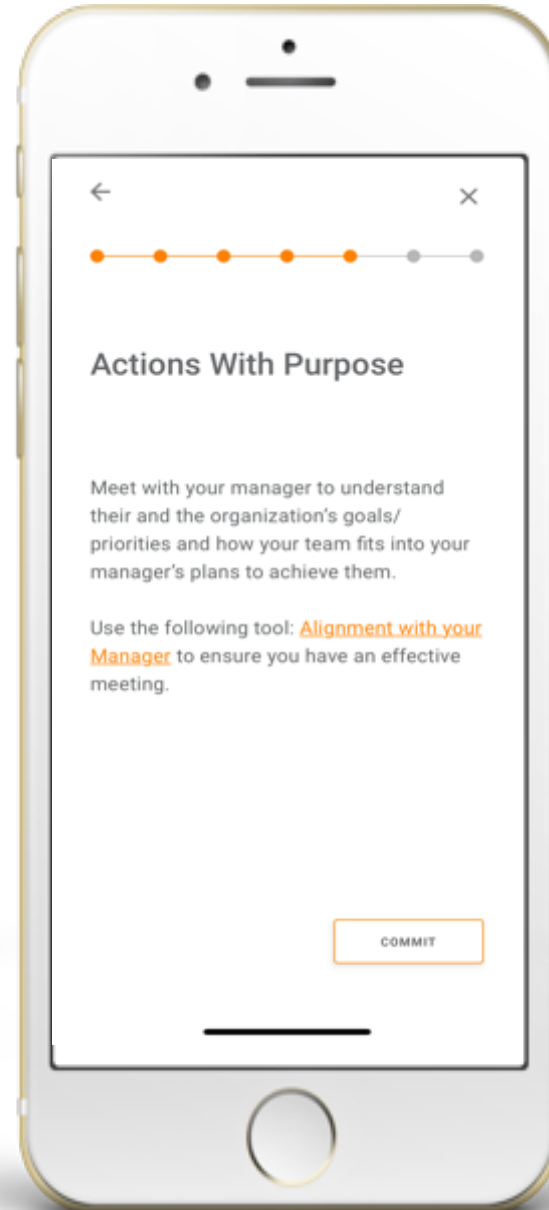 Actions With Purpose
Meet with your manager to understand
their and the organization's goals/
priorities and how your team fits into your
manager's plans to achieve them.
Use the following tool: Alignment with your
Manager to ensure you have an effective
meeting.
COMMIT